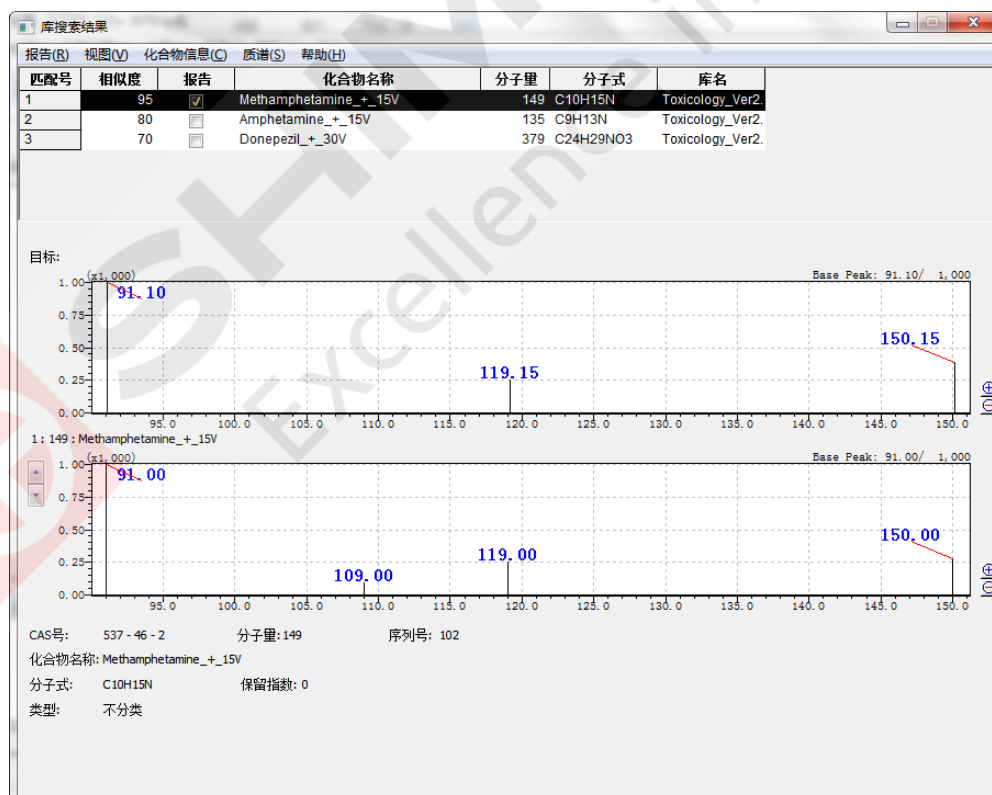 库搜索结果
报告(R) 视图(V) 化合物信息(C) 质谱(S) 帮助(H)
匹配号 相似度 报告 化合物名称 分子量 分子式 库名
1 95 Methamphetamine_+_15V 149 C10H15N Toxicology_Ver2.
2 80 Amphetamine_+_15V 135 C9H13N Toxicology_Ver2.
3 70 Donepezil_+_30V 379 C24H29NO3 Toxicology_Ver2.
目标:
(x1,000) Base Peak: 91.10/ 1,000
1.00 91.10
0.75
0.50 150.15
0.25 119.15
0.00
95.0 100.0 105.0 110.0 115.0 120.0 125.0 130.0 135.0 140.0 145.0 150.0
1 : 149 : Methamphetamine_+_15V
(x1,000) Base Peak: 91.00/ 1,000
1.00 91.00
0.75
0.50 150.00
0.25 109.00 119.00
0.00
95.0 100.0 105.0 110.0 115.0 120.0 125.0 130.0 135.0 140.0 145.0 150.0
CAS号: 537 - 46 - 2 分子量:149 序列号: 102
化合物名称: Methamphetamine_+_15V
分子式: C10H15N 保留指数: 0
类型: 不分类
SHIM
Excellence in